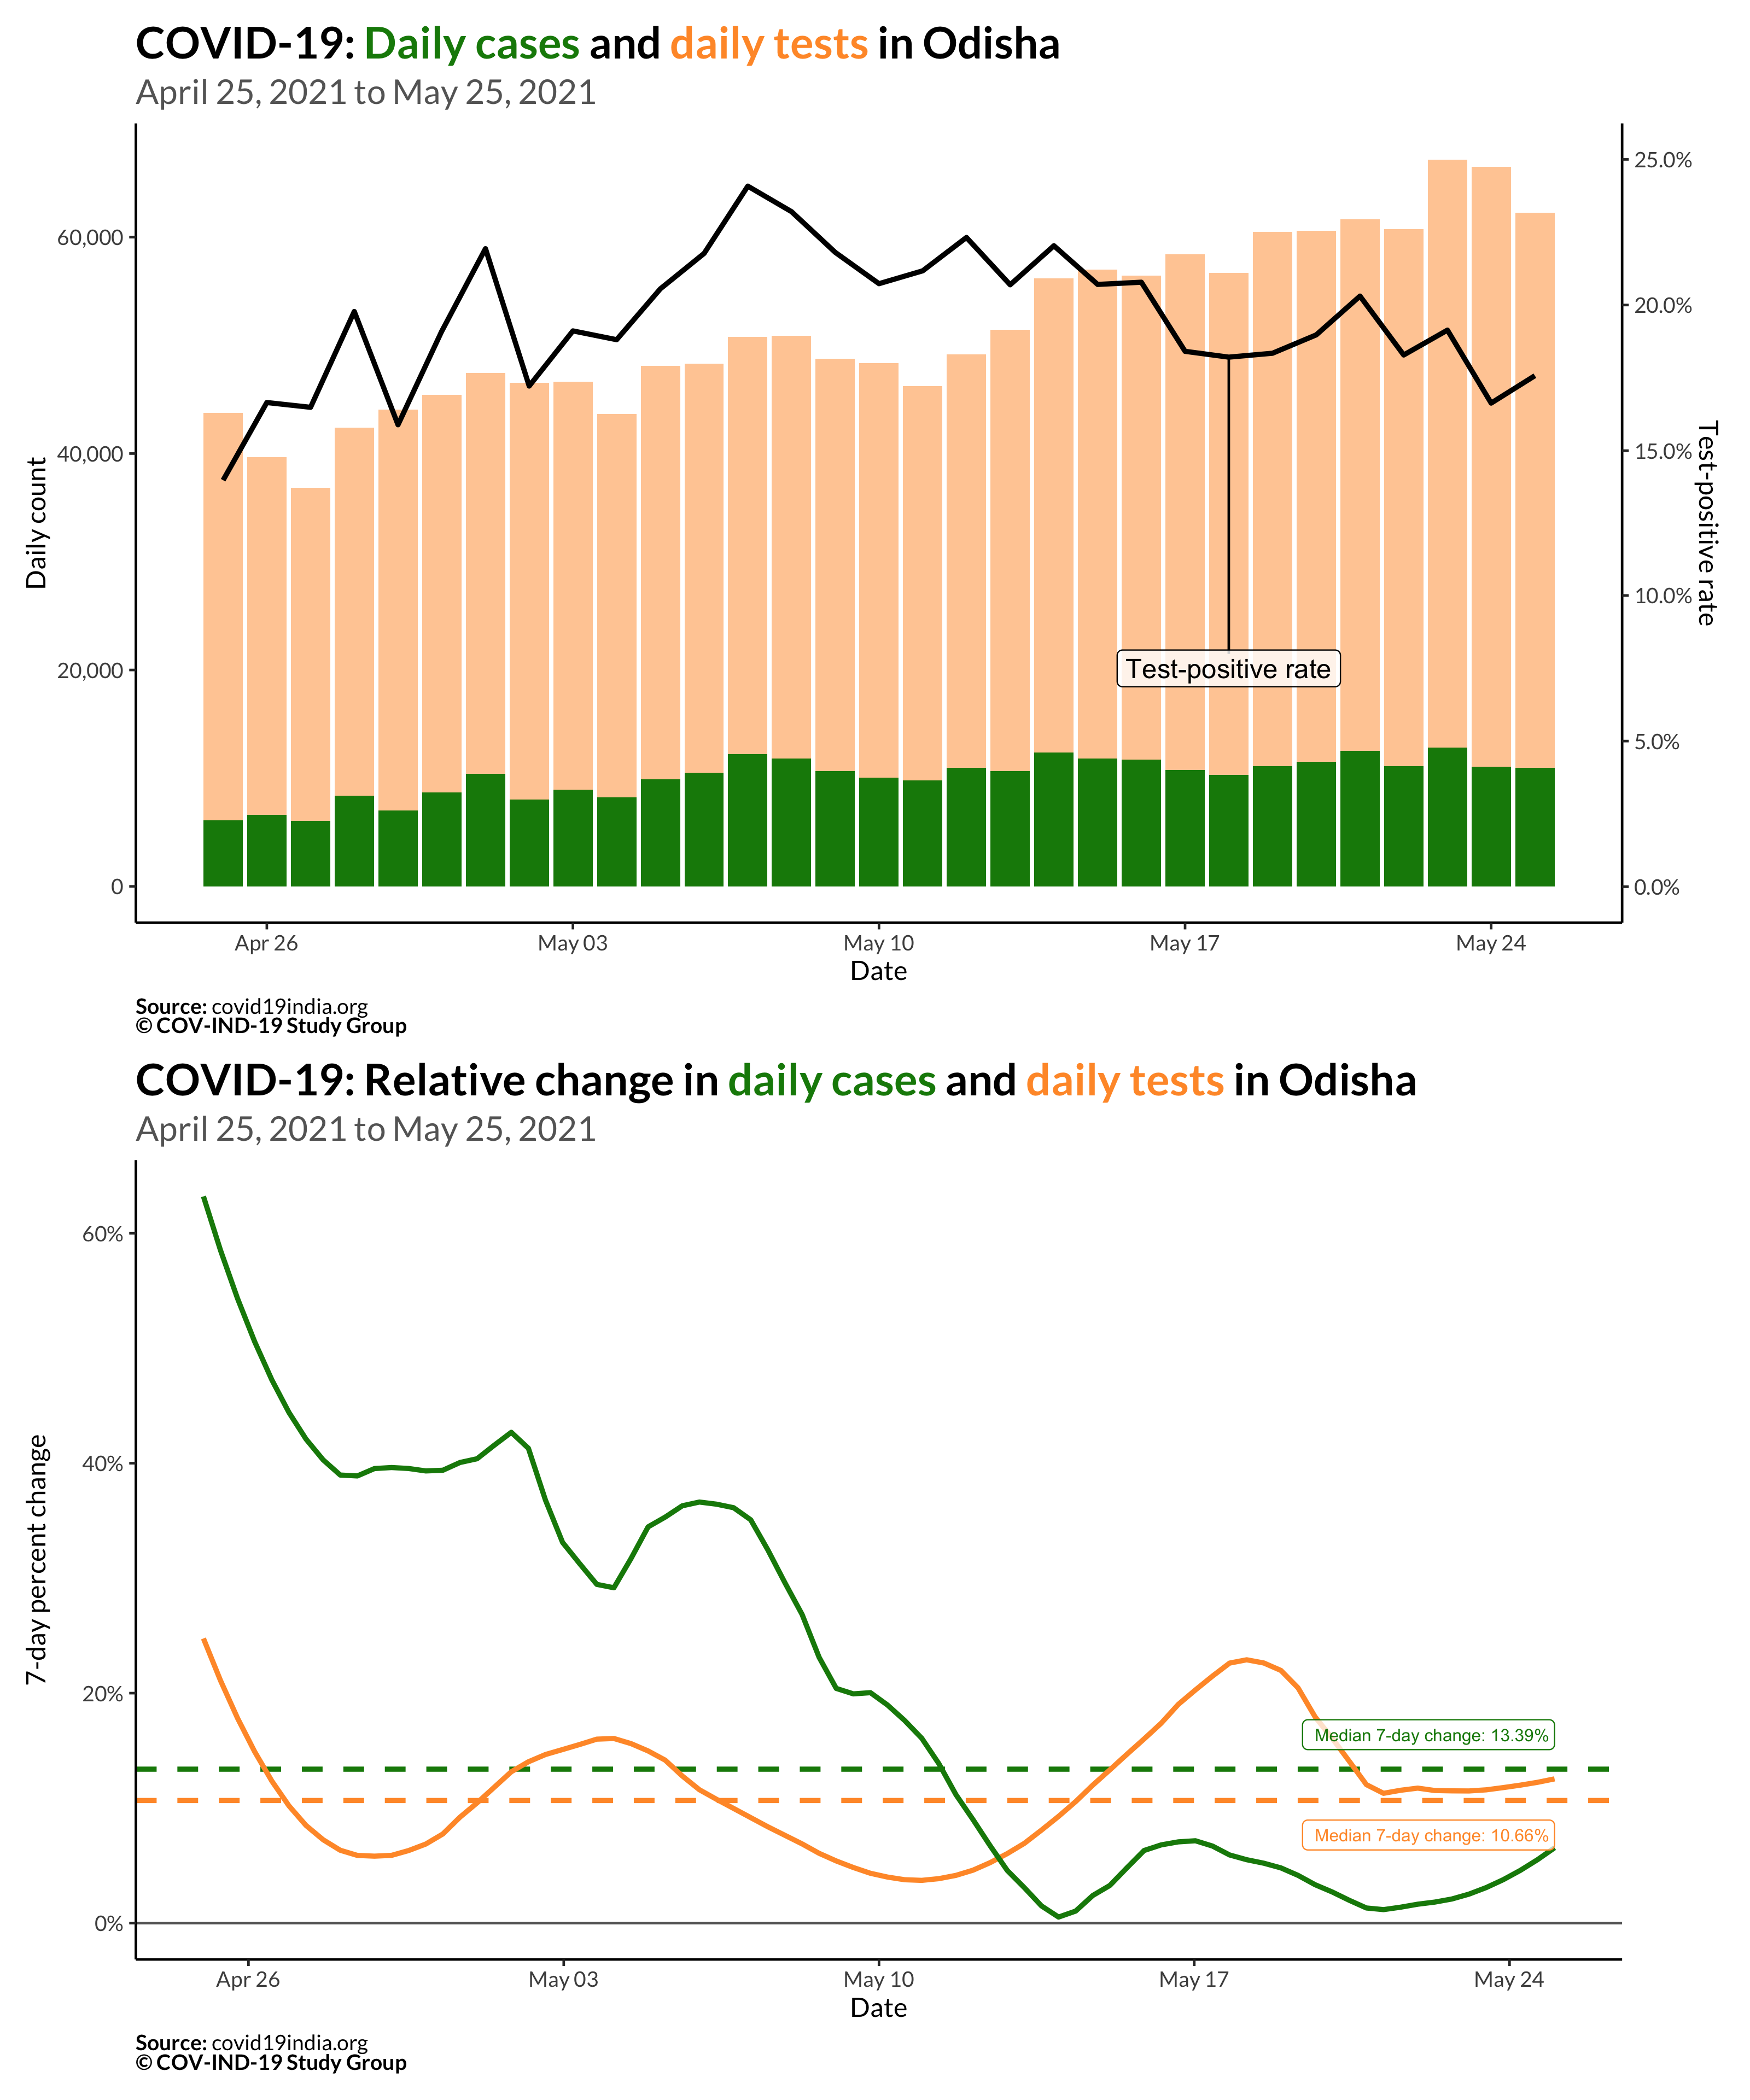 COVID-19: Daily cases and daily tests in Odisha
April 25, 2021 to May 25, 2021
Daily count
60,000
40,000
20,000
0
25.0%
20.0%
15.0%
10.0%
5.0%
0.0%
Test-positive rate
Test-positive rate
Apr 26
May 03
May 10
May 17
May 24
Date
Source: covid19india.org
© COV-IND-19 Study Group
COVID-19: Relative change in daily cases and daily tests in Odisha
April 25, 2021 to May 25, 2021
7-day percent change
60%
40%
20%
0%
Median 7-day change: 13.39%
Median 7-day change: 10.66%
Apr 26
May 03
May 10
May 17
May 24
Date
Source: covid19india.org
© COV-IND-19 Study Group